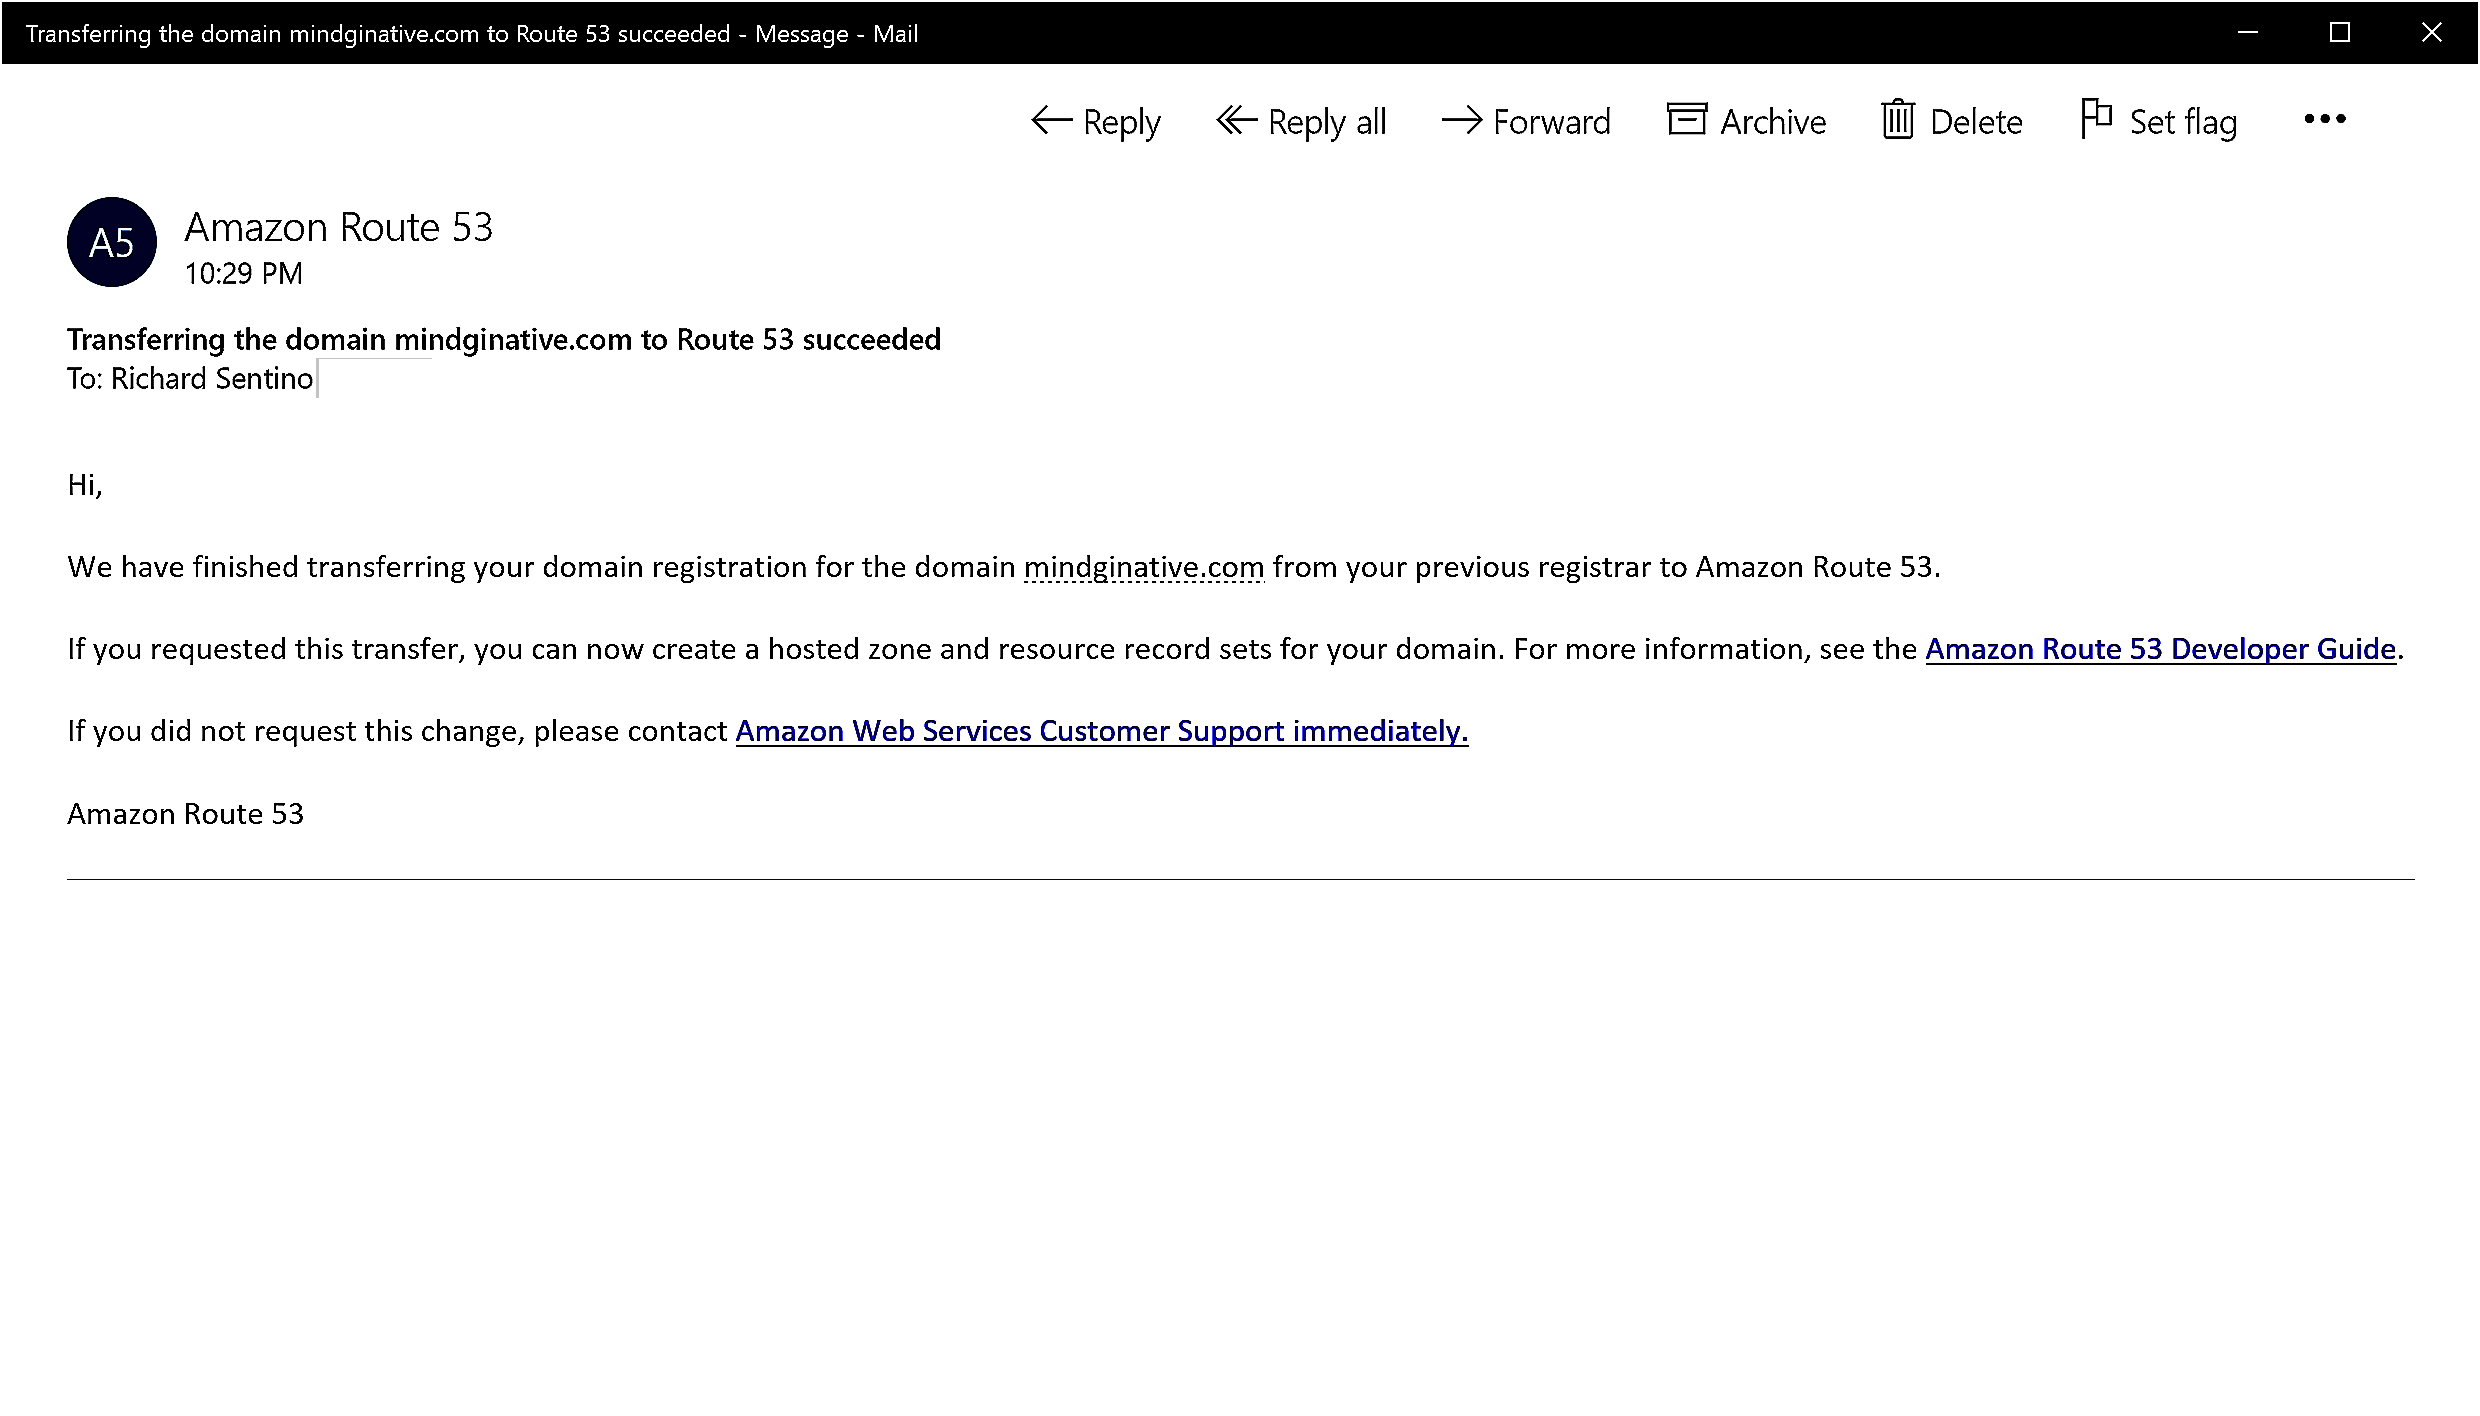 Transferring the domain mindginative.com to Route 53 succeeded - Message - Mail
Reply Reply all Forward Archive Delete Set flag
A5
Amazon Route 53
10:29 PM
Transferring the domain mindginative.com to Route 53 succeeded
To: Richard Sentino
Hi,
We have finished transferring your domain registration for the domain mindginative.com from your previous registrar to Amazon Route 53.
If you requested this transfer, you can now create a hosted zone and resource record sets for your domain. For more information, see the Amazon Route 53 Developer Guide.
If you did not request this change, please contact Amazon Web Services Customer Support immediately.
Amazon Route 53